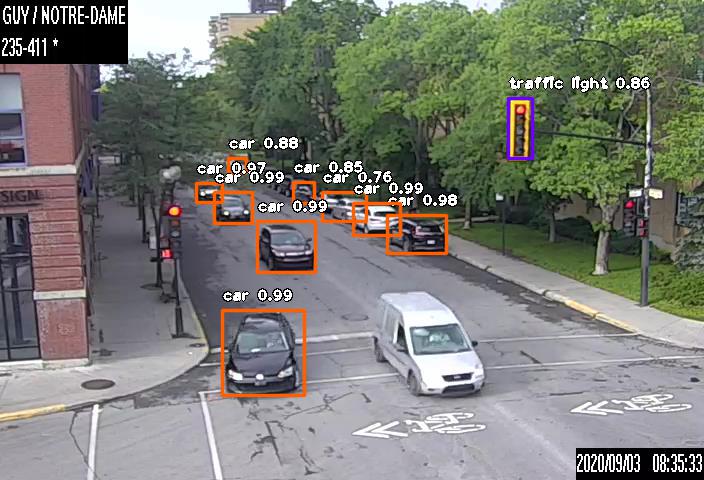 GUY / NOTRE-DAME
235-411 *
traffic light 0.86
car 0.88
car 0.97
car 0.85
car 0.99
car 0.76
car 0.99
car 0.99
car 0.98
SIGN
car 0.99
2020/09/03 08:35:33